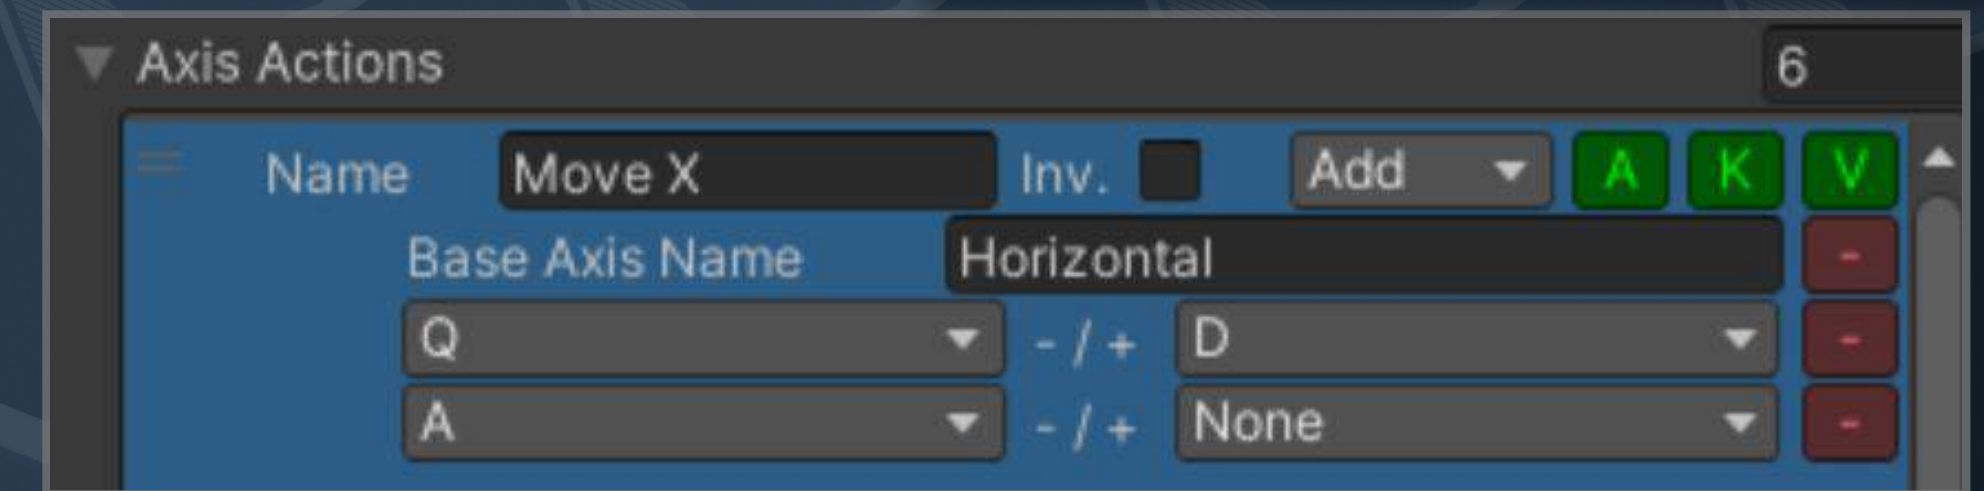 Axis Actions 6
Name Move X Inv. Add A K V
Base Axis Name Horizontal -
Q - / + D -
A - / + None -